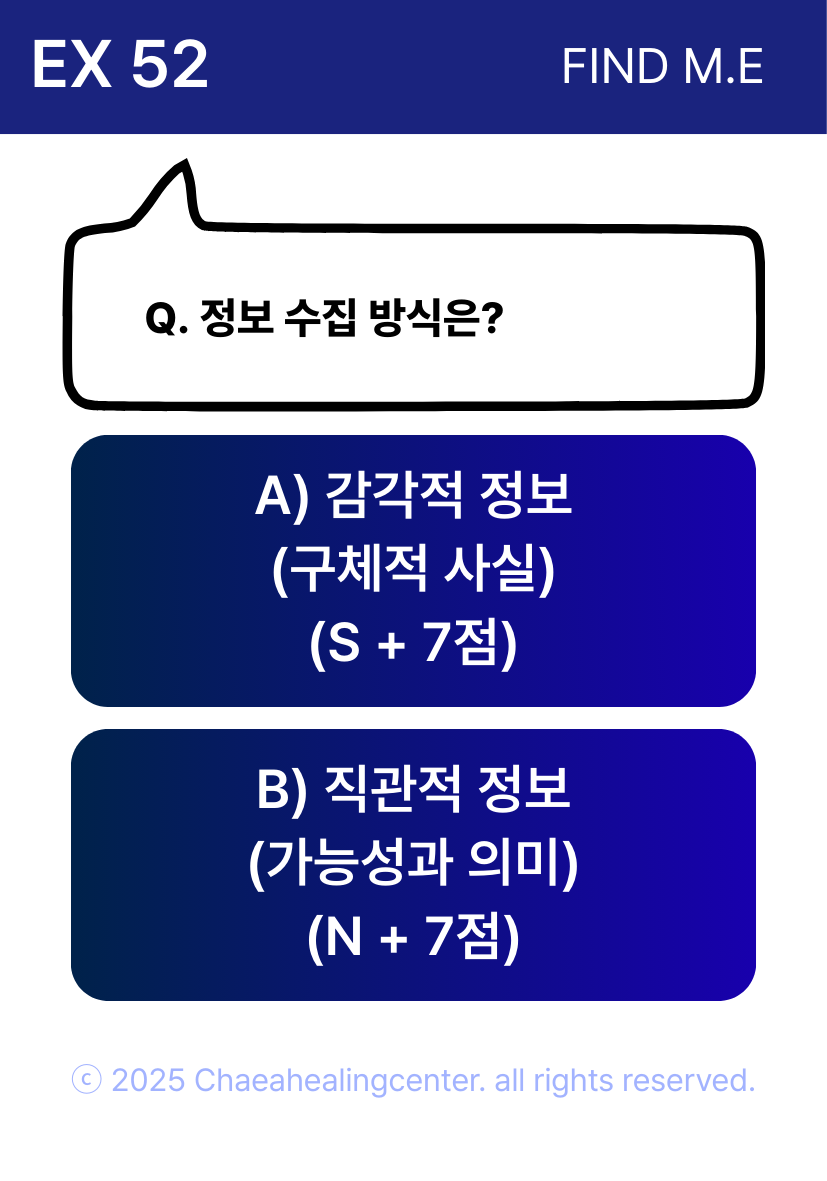 EX 52
FIND M.E
Q. 정보 수집 방식은?
A) 감각적 정보
(구체적 사실)
(S + 7점)
B) 직관적 정보
(가능성과 의미)
(N + 7점)
ⓒ 2025 Chaeahealingcenter. all rights reserved.